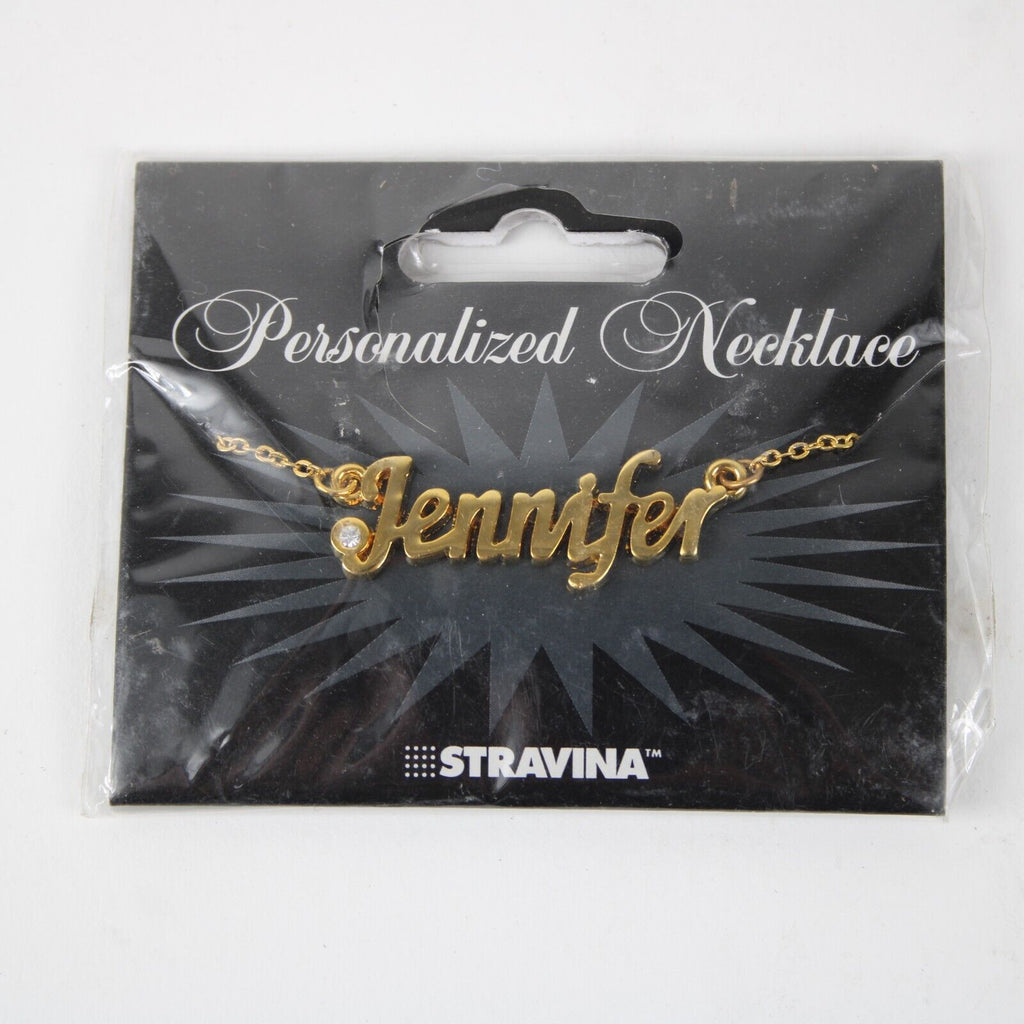 Personalized Necklace
Jennifer
STRAVINA™